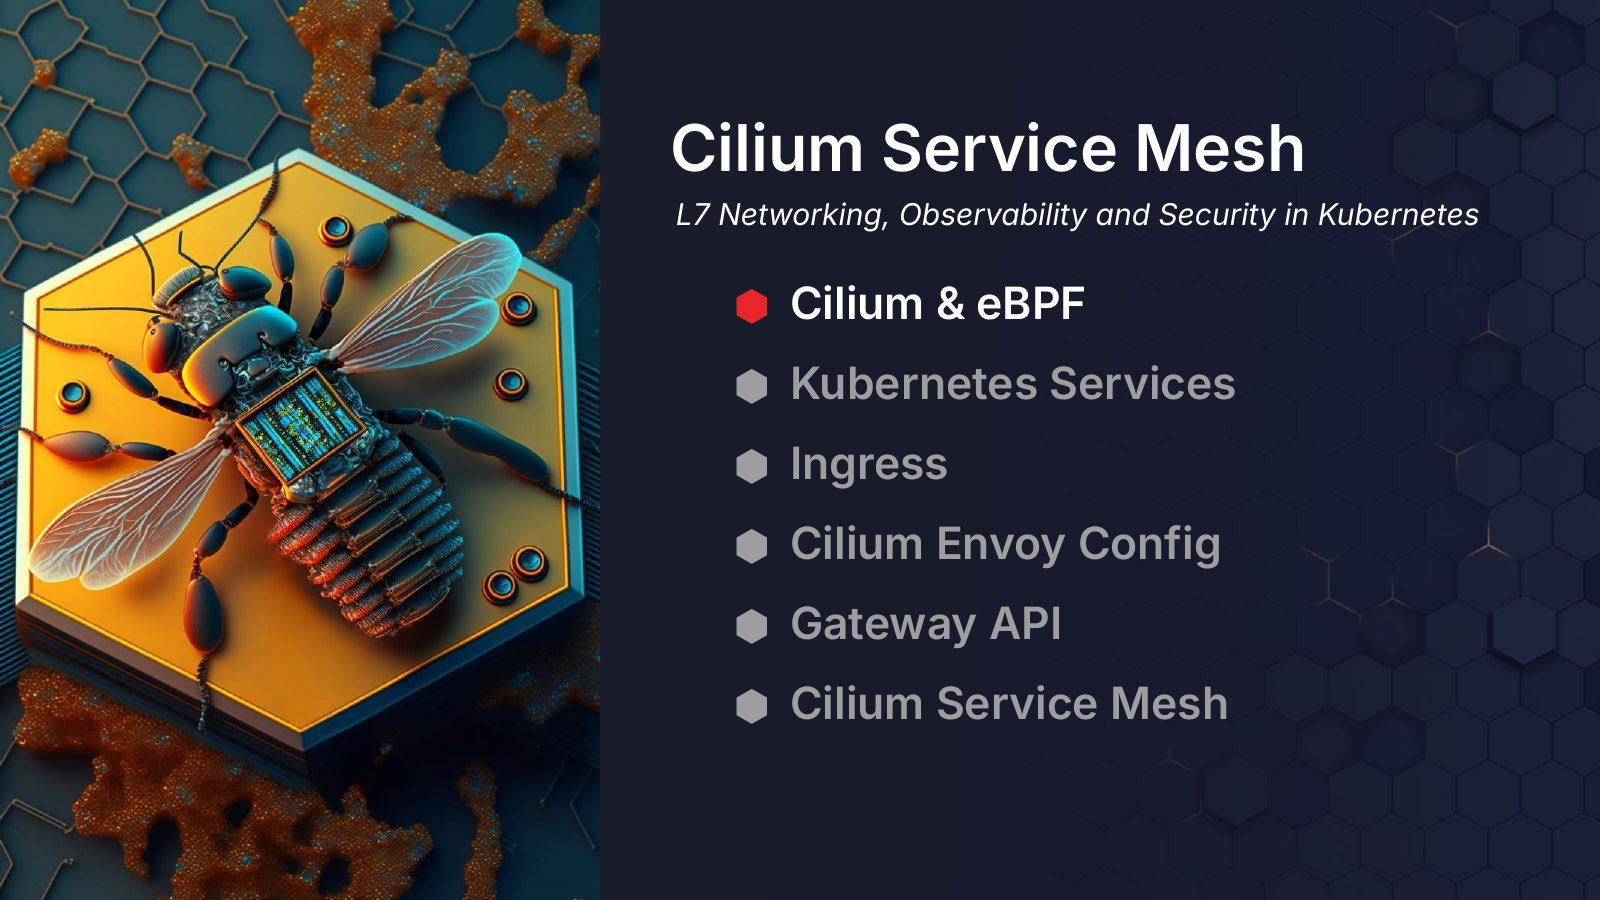 Cilium Service Mesh
L7 Networking, Observability and Security in Kubernetes
Cilium & eBPF
Kubernetes Services
Ingress
Cilium Envoy Config
Gateway API
Cilium Service Mesh